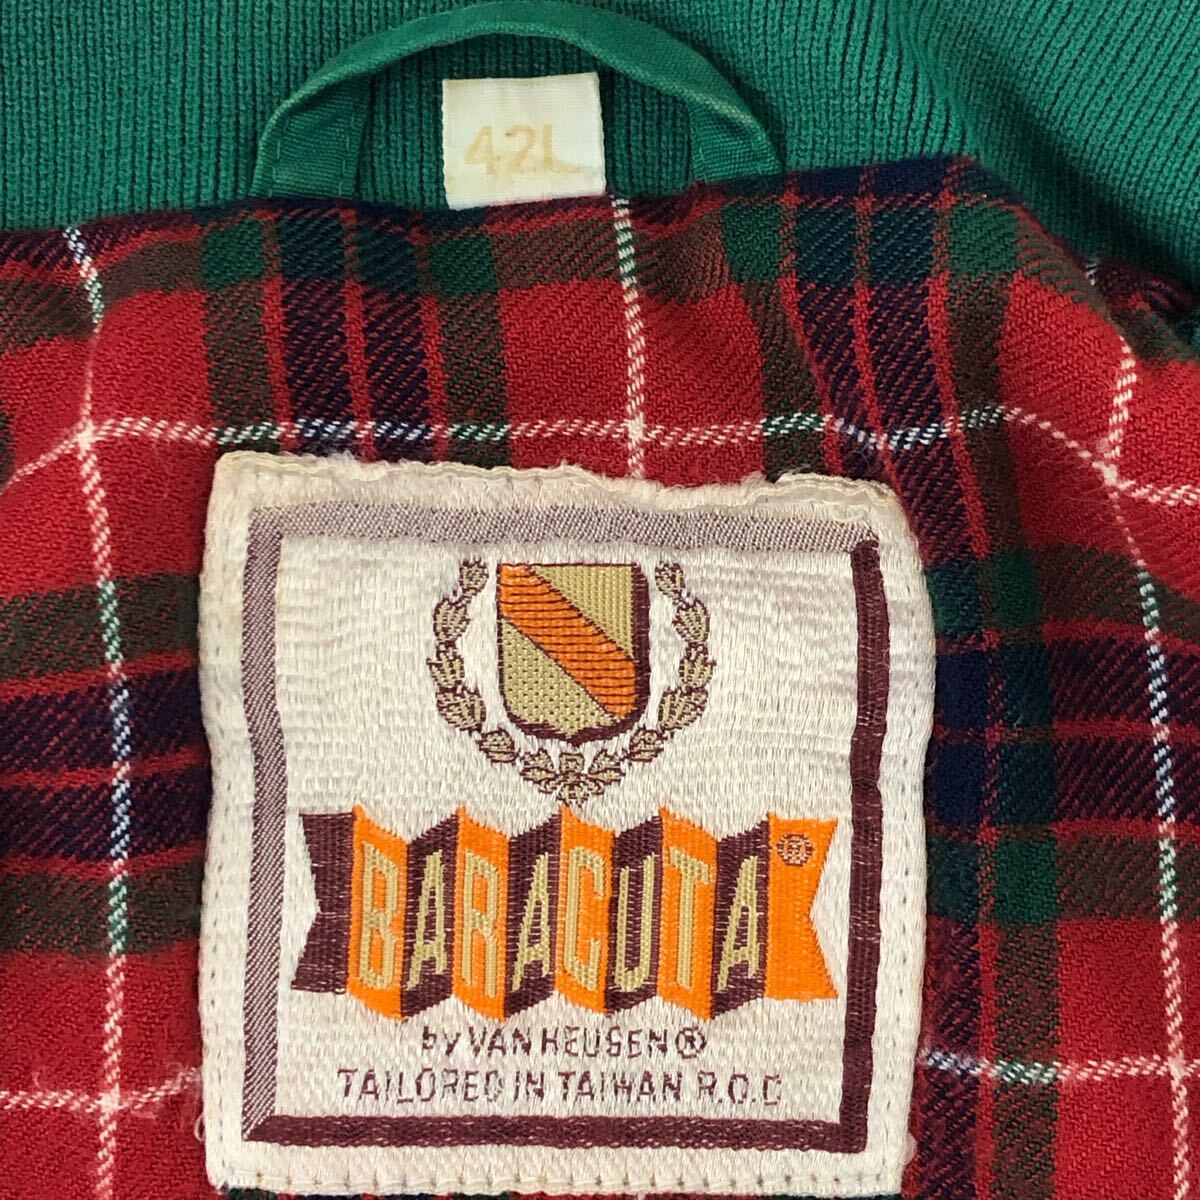 42L
BARACUTA
by VAN HEUSEN®
TAILORED IN TAIWAN R.O.C